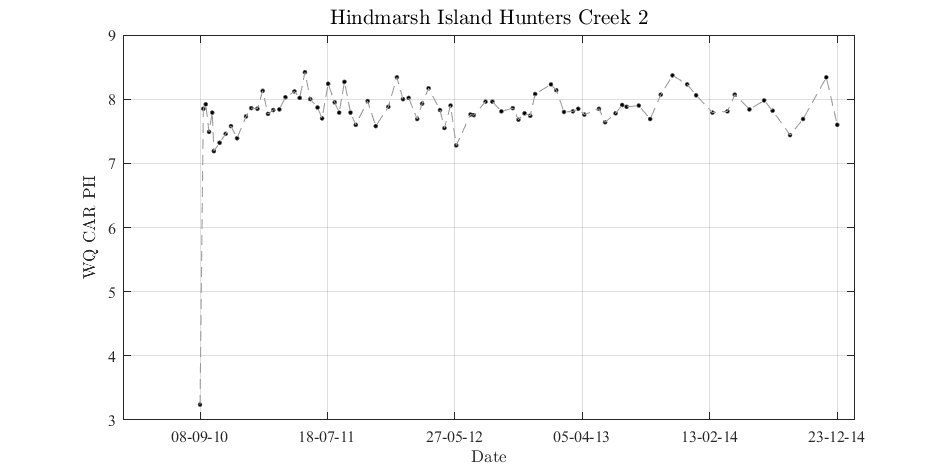 Hindmarsh Island Hunters Creek 2
9
8
7
6
5
4
3
WQ CAR PH
08-09-10 18-07-11 27-05-12 05-04-13 13-02-14 23-12-14
Date